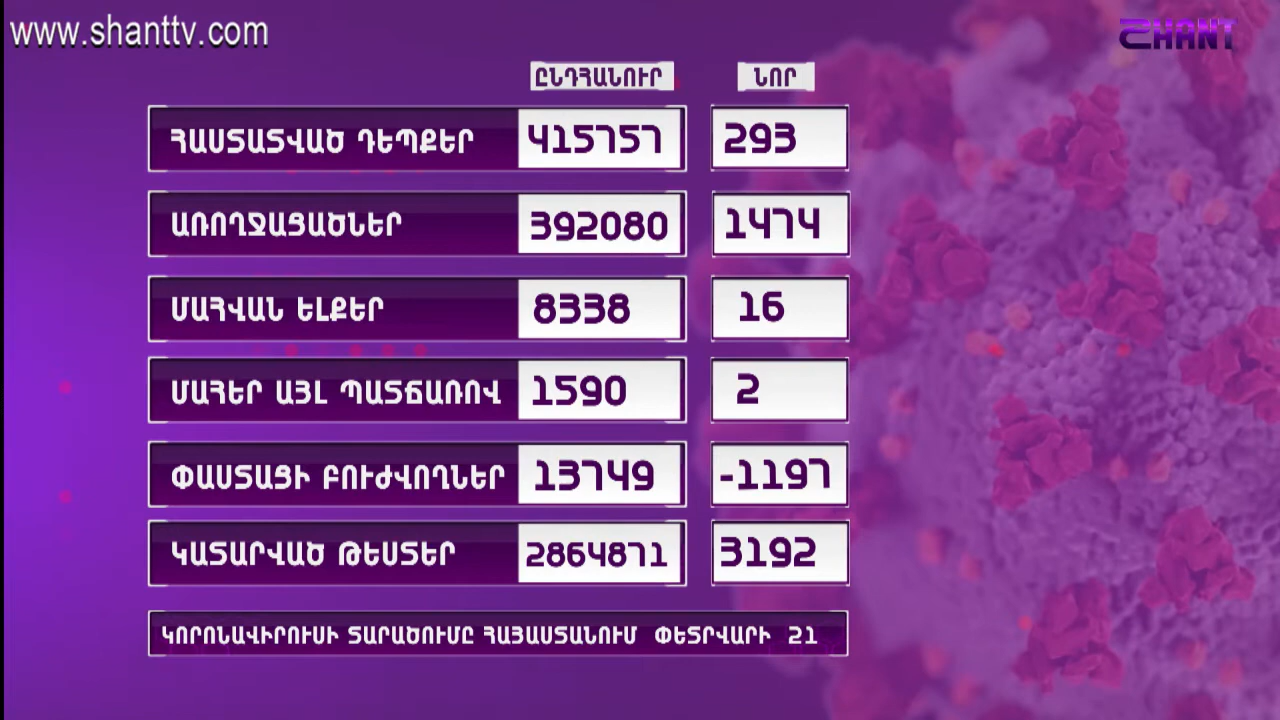 www.shanttv.com
SHANT
ԸՆԴՀԱՆՈՒՐ ՆՈՐ
ՀԱՍՏԱՏՎԱԾ ԴԵՊՔԵՐ 415757 293
ԱՌՈՂՋԱՑԱԾՆԵՐ 392080 1474
ՄԱՀՎԱՆ ԵԼՔԵՐ 8338 16
ՄԱՀԵՐ ԱՅԼ ՊԱՏՃԱՌՈՎ 1590 2
ՓԱՍՏԱՑԻ ԲՈՒԺՎՈՂՆԵՐ 13749 -1197
ԿԱՏԱՐՎԱԾ ԹԵՍՏԵՐ 2864871 3192
ԿՈՐՈՆԱՎԻՐՈՒՍԻ ՏԱՐԱԾՈՒՄԸ ՀԱՅԱՍՏԱՆՈՒՄ ՓԵՏՐՎԱՐԻ 21